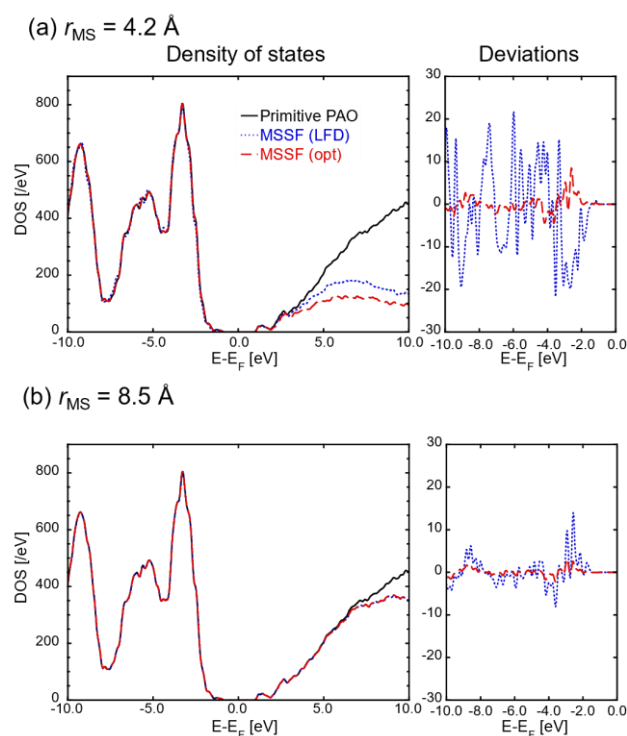 (a) rMS = 4.2 Å
Density of states
Deviations
800
600
400
200
0
DOS [/eV]
Primitive PAO
MSSF (LFD)
MSSF (opt)
-10.0 -5.0 0.0 5.0 10.0
E-EF [eV]
30
20
10
0
-10
-20
-30
-10.0 -8.0 -6.0 -4.0 -2.0 0.0
E-EF [eV]
(b) rMS = 8.5 Å
800
600
400
200
0
DOS [/eV]
-10.0 -5.0 0.0 5.0 10.0
E-EF [eV]
30
20
10
0
-10
-20
-30
-10.0 -8.0 -6.0 -4.0 -2.0 0.0
E-EF [eV]